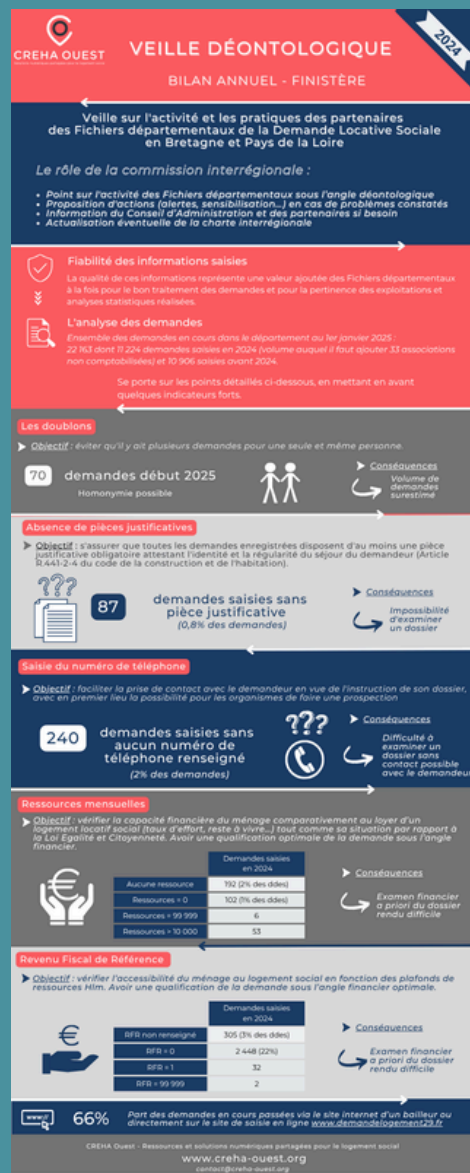 CREHA OUEST
VEILLE DÉONTOLOGIQUE
BILAN ANNUEL - FINISTÈRE
2024
Veille sur l'activité et les pratiques des partenaires
des Fichiers départementaux de la Demande Locative Sociale
en Bretagne et Pays de la Loire
Le rôle de la commission interrégionale :
• Point sur l'activité des Fichiers départementaux sous l'angle déontologique
• Proposition d'actions (alertes, sensibilisation...) en cas de problèmes constatés
• Information du Conseil d'Administration et des partenaires si besoin
• Actualisation éventuelle de la charte interrégionale
Fiabilité des informations saisies
La qualité de ces informations représente une valeur ajoutée des Fichiers départementaux
à la fois pour le bon traitement des demandes et pour la pertinence des exploitations et
analyses statistiques réalisées.
L'analyse des demandes
Ensemble des demandes en cours dans le département au 1er janvier 2025 :
22 163 dont 11 224 demandes saisies en 2024 (volume auquel il faut ajouter 33 associations
non comptabilisées) et 10 906 saisies avant 2024.
Se porte sur les points détaillés ci-dessous, en mettant en avant
quelques indicateurs forts.
Les doublons
Objectif : éviter qu'il y ait plusieurs demandes pour une seule et même personne.
70 demandes début 2025
Homonymie possible
Conséquences
Volume de
demandes
surestimé
Absence de pièces justificatives
Objectif : s'assurer que toutes les demandes enregistrées disposent d'au moins une pièce
justificative obligatoire attestant l'identité et la régularité du séjour du demandeur (Article
R.441-2-4 du code de la construction et de l'habitation).
???
87 demandes saisies sans
pièce justificative
(0,8% des demandes)
Conséquences
Impossibilité
d'examiner
un dossier
Saisie du numéro de téléphone
Objectif : faciliter la prise de contact avec le demandeur en vue de l'instruction de son dossier,
avec en premier lieu la possibilité pour les organismes de faire une prospection
240 demandes saisies sans
aucun numéro de
téléphone renseigné
(2% des demandes)
???
Conséquences
Difficulté à
examiner un
dossier sans
contact possible
avec le demandeur
Ressources mensuelles
Objectif : vérifier la capacité financière du ménage comparativement au loyer d'un
logement locatif social (taux d'effort, reste à vivre...) tout comme sa situation par rapport à
la Loi Egalité et Citoyenneté. Avoir une qualification optimale de la demande sous l'angle
financier.
Demandes saisies
en 2024
Aucune ressource 192 (2% des ddes)
Ressources = 0 102 (1% des ddes)
Ressources = 99 999 6
Ressources > 10 000 53
Conséquences
Examen financier
a priori du dossier
rendu difficile
Revenu Fiscal de Référence
Objectif : vérifier l'accessibilité du ménage au logement social en fonction des plafonds de
ressources Hlm. Avoir une qualification de la demande sous l'angle financier optimale.
Demandes saisies
en 2024
RFR non renseigné 305 (3% des ddes)
RFR = 0 2 448 (22%)
RFR = 1 32
RFR = 99 999 2
Conséquences
Examen financier
a priori du dossier
rendu difficile
66% Part des demandes en cours passées via le site internet d'un bailleur ou
directement sur le site de saisie en ligne www.demandelogement29.fr
CREHA Ouest - Ressources et solutions numériques partagées pour le logement social
www.creha-ouest.org
contact@creha-ouest.org